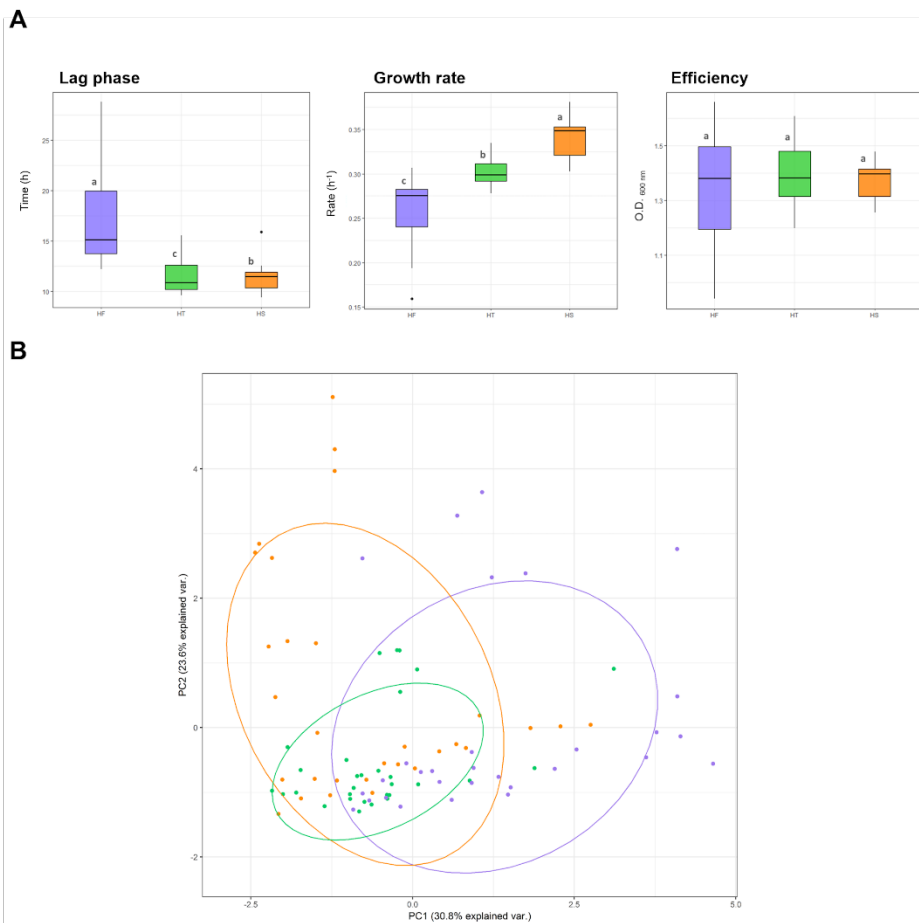 A
Lag phase
Growth rate
Efficiency
Time (h)
25
20
15
10
a
c
b
HF
HT
HS
Rate (h-1)
0.35
0.30
0.25
0.20
0.15
c
b
a
HF
HT
HS
O.D. 600 nm
1.5
1.3
1.1
a
a
a
HF
HT
HS
B
PC2 (23.6% explained var.)
4
2
0
-2
-2.5
0.0
2.5
5.0
PC1 (30.8% explained var.)